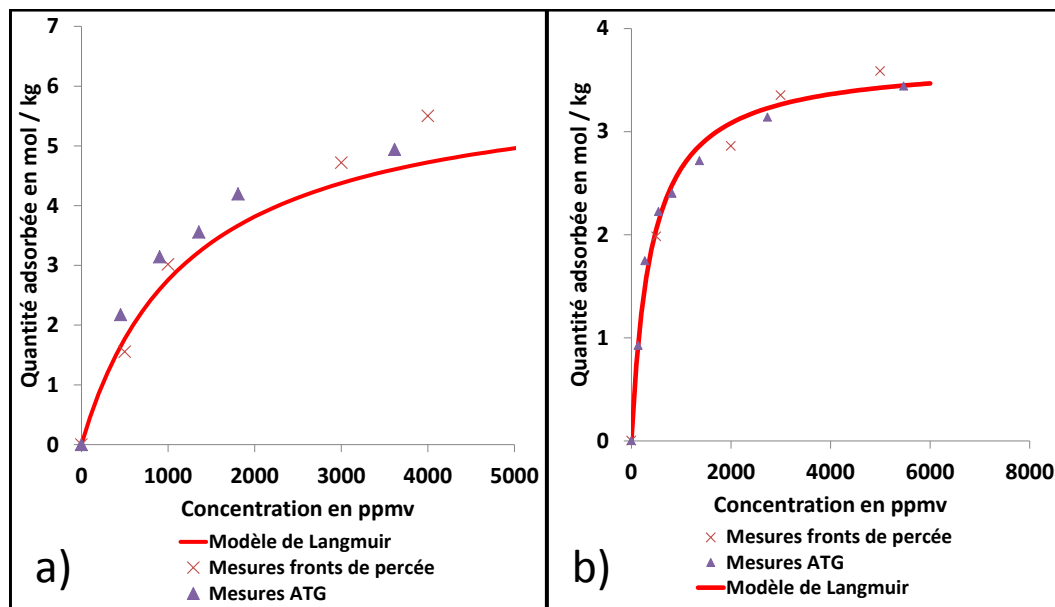 Quantité adsorbée en mol / kg
7
6
5
4
3
2
1
0
0 1000 2000 3000 4000 5000
Concentration en ppmv
Modèle de Langmuir
Mesures fronts de percée
Mesures ATG
a)
Quantité adsorbée en mol / kg
4
3
2
1
0
0 2000 4000 6000 8000
Concentration en ppmv
Mesures fronts de percée
Mesures ATG
Modèle de Langmuir
b)